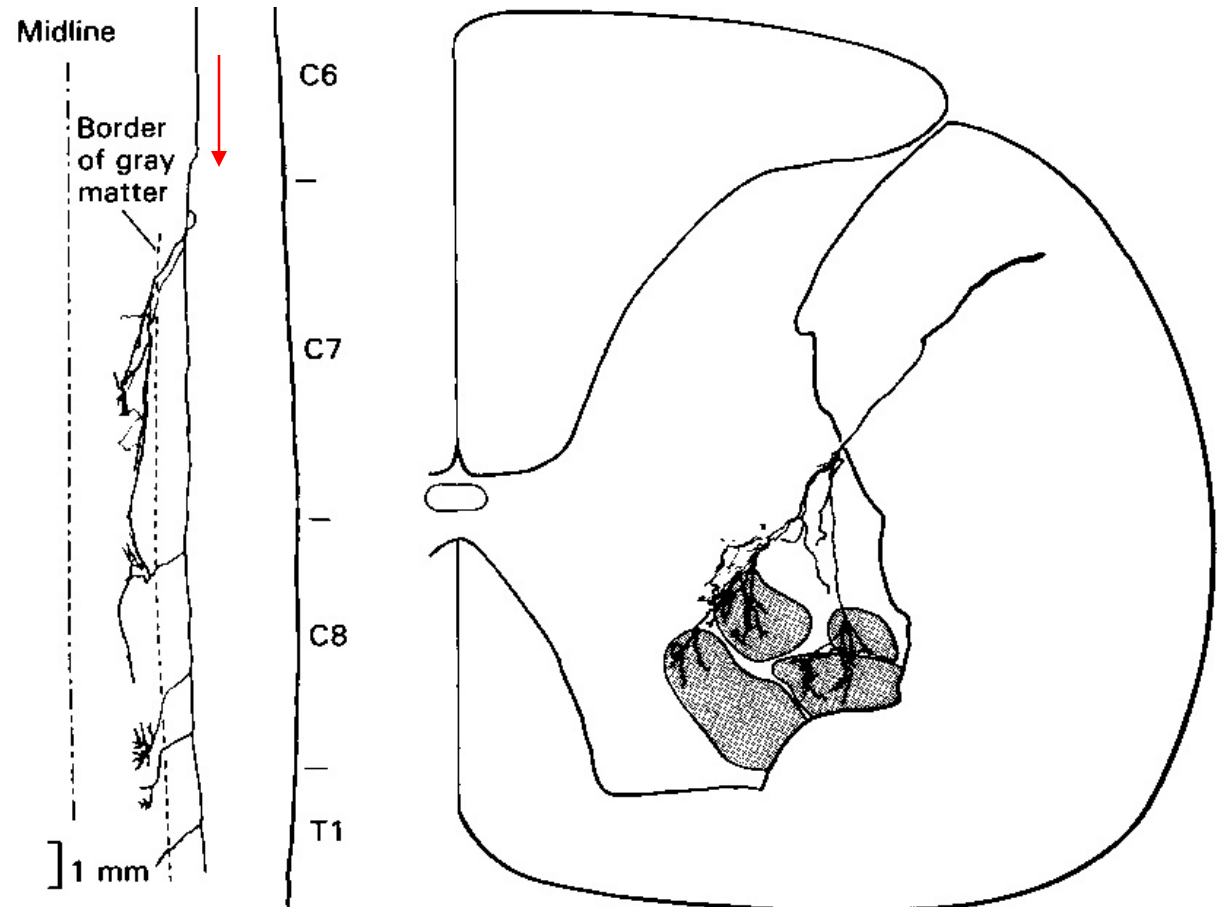 Midline
C6
Border
of gray
matter
C7
C8
T1
1 mm